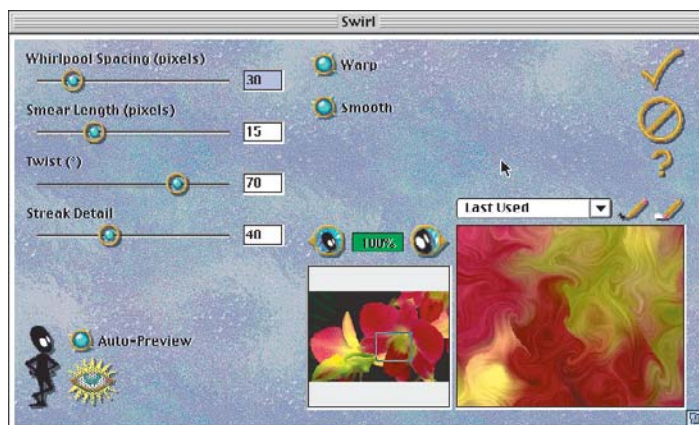 Swirl
Whirlpool Spacing (pixels)
30
Warp
Smear Length (pixels)
Smooth
15
Twist (°)
70
Last Used
Streak Detail
40
100%
Auto-Preview